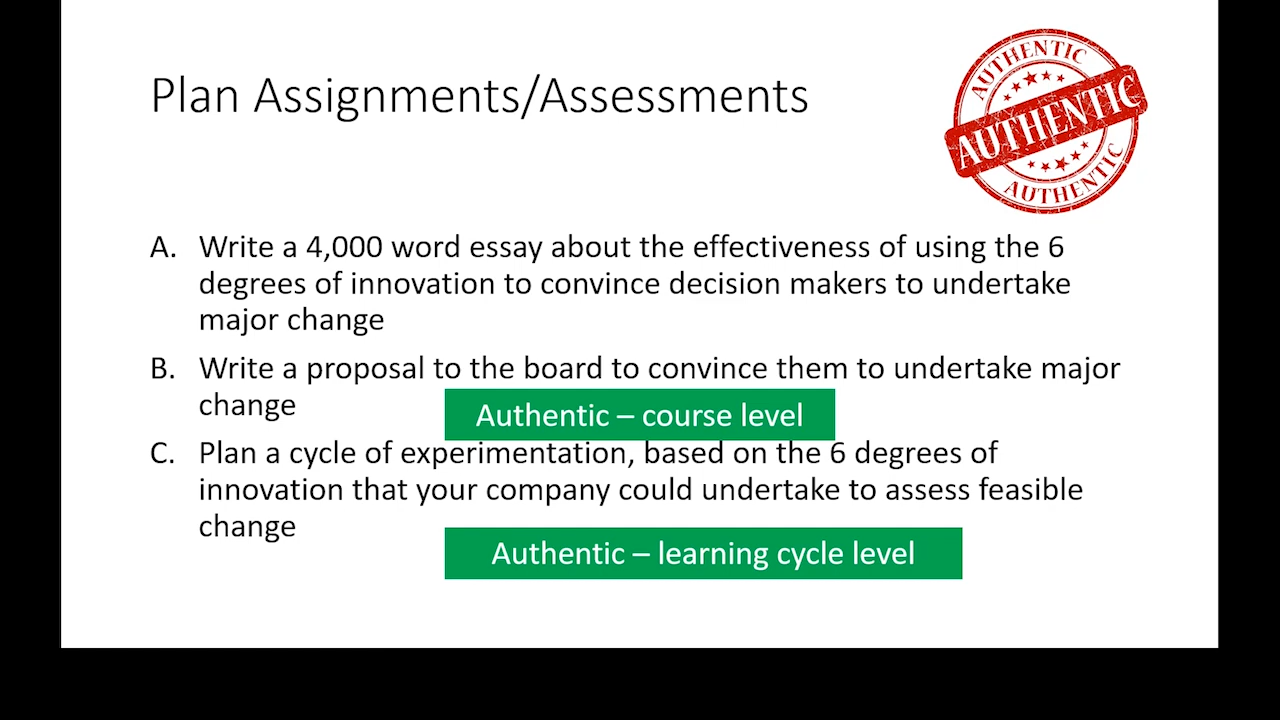 Plan Assignments/Assessments
AUTHENTIC
AUTHENTIC
AUTHENTIC
A. Write a 4,000 word essay about the effectiveness of using the 6
degrees of innovation to convince decision makers to undertake
major change
B. Write a proposal to the board to convince them to undertake major
change
Authentic – course level
C. Plan a cycle of experimentation, based on the 6 degrees of
innovation that your company could undertake to assess feasible
change
Authentic – learning cycle level